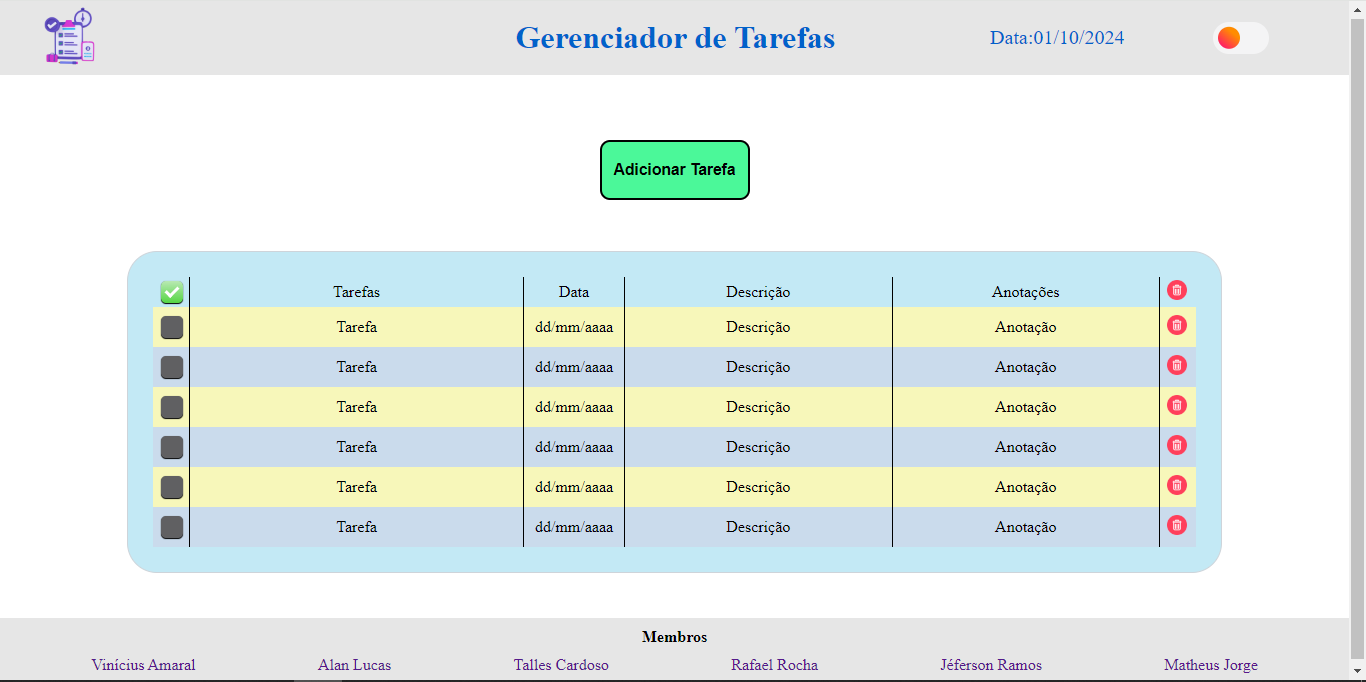 Gerenciador de Tarefas Data:01/10/2024
Adicionar Tarefa
Tarefas Data Descrição Anotações
Tarefa dd/mm/aaaa Descrição Anotação
Tarefa dd/mm/aaaa Descrição Anotação
Tarefa dd/mm/aaaa Descrição Anotação
Tarefa dd/mm/aaaa Descrição Anotação
Tarefa dd/mm/aaaa Descrição Anotação
Tarefa dd/mm/aaaa Descrição Anotação
Membros
Vinícius Amaral Alan Lucas Talles Cardoso Rafael Rocha Jéferson Ramos Matheus Jorge